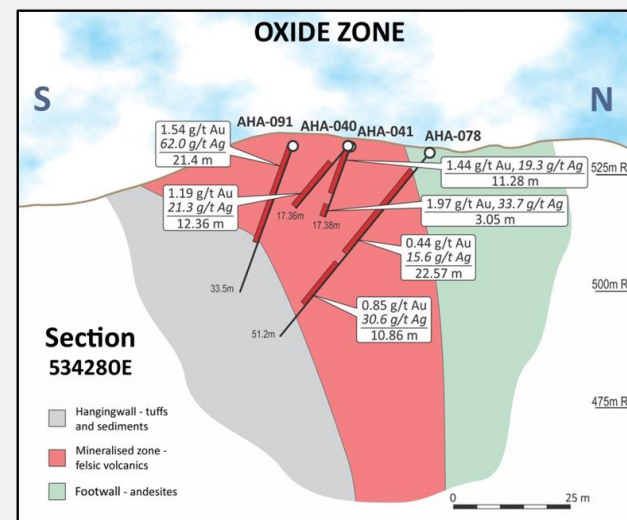 OXIDE ZONE
S
N
AHA-091
AHA-040
AHA-041
AHA-078
1.54 g/t Au
62.0 g/t Ag
21.4 m
1.44 g/t Au, 19.3 g/t Ag
11.28 m
525m R
1.19 g/t Au
21.3 g/t Ag
12.36 m
17.36m
17.38m
1.97 g/t Au, 33.7 g/t Ag
3.05 m
0.44 g/t Au
15.6 g/t Ag
22.57 m
33.5m
500m R
0.85 g/t Au
30.6 g/t Ag
10.86 m
51.2m
Section
534280E
475m R
Hangingwall - tuffs
and sediments
Mineralised zone -
felsic volcanics
Footwall - andesites
0
25 m